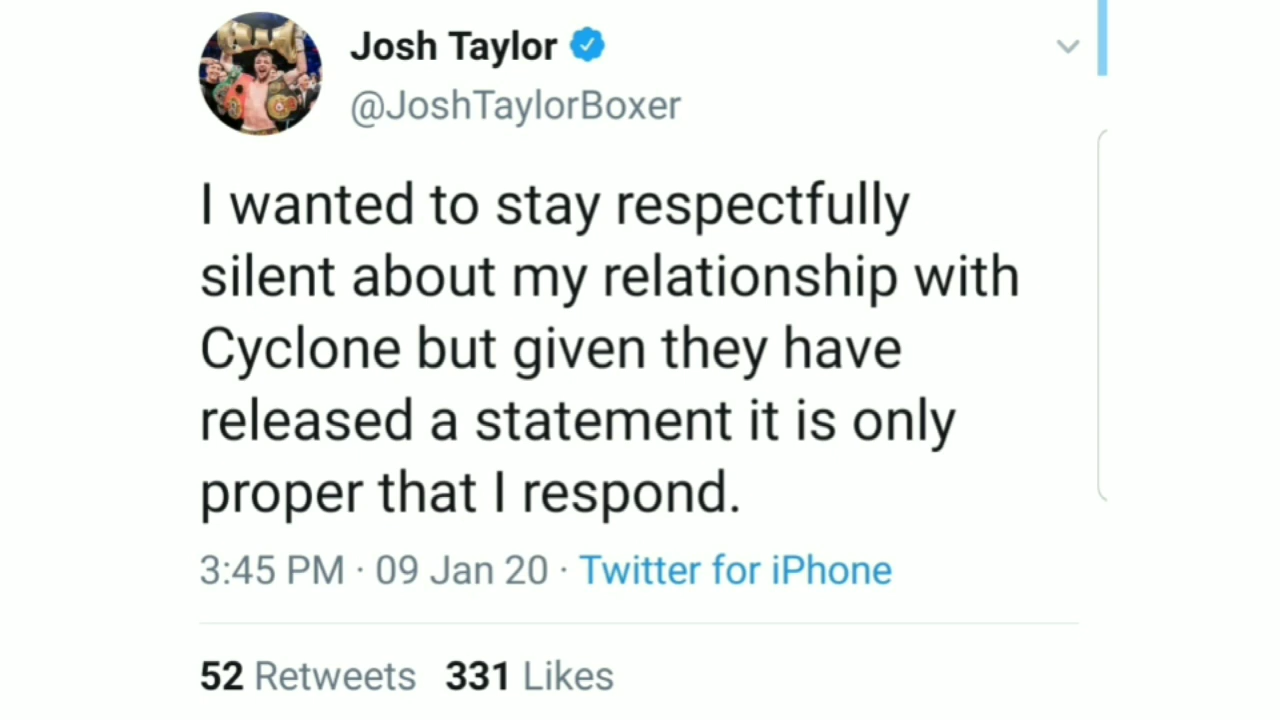 Josh Taylor
@JoshTaylorBoxer
I wanted to stay respectfully
silent about my relationship with
Cyclone but given they have
released a statement it is only
proper that I respond.
3:45 PM · 09 Jan 20 · Twitter for iPhone
52 Retweets 331 Likes